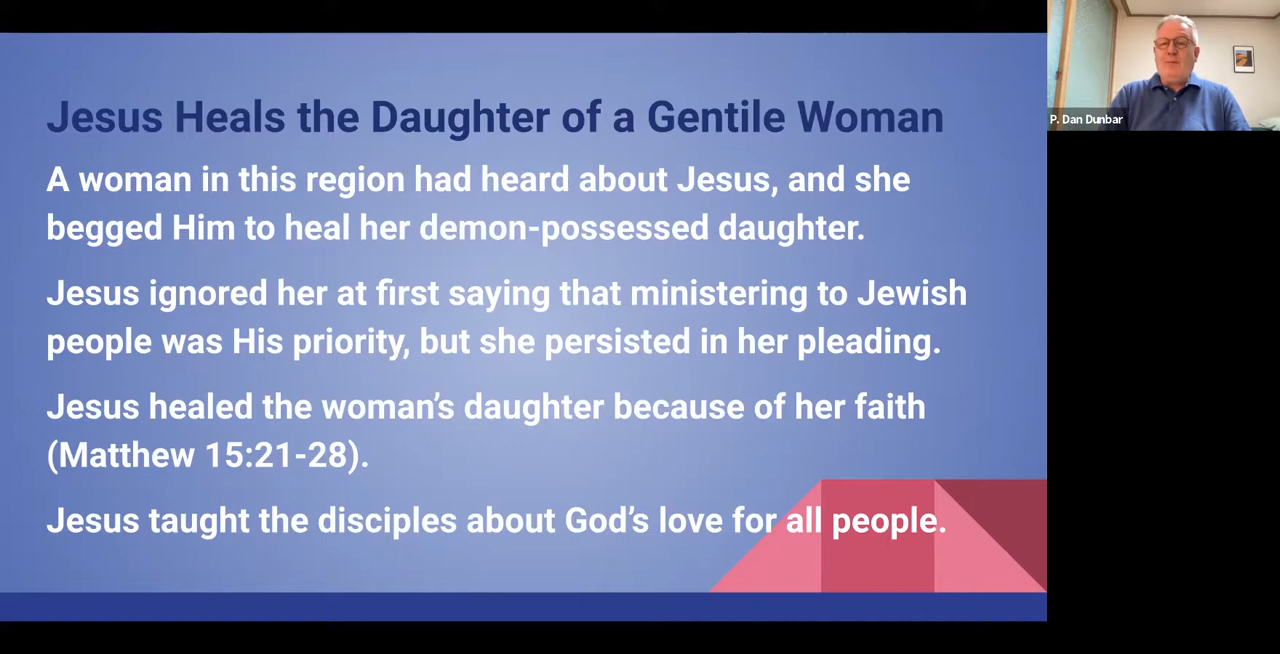 Jesus Heals the Daughter of a Gentile Woman
A woman in this region had heard about Jesus, and she
begged Him to heal her demon-possessed daughter.
Jesus ignored her at first saying that ministering to Jewish
people was His priority, but she persisted in her pleading.
Jesus healed the woman’s daughter because of her faith
(Matthew 15:21-28).
Jesus taught the disciples about God’s love for all people.
P. Dan Dunbar